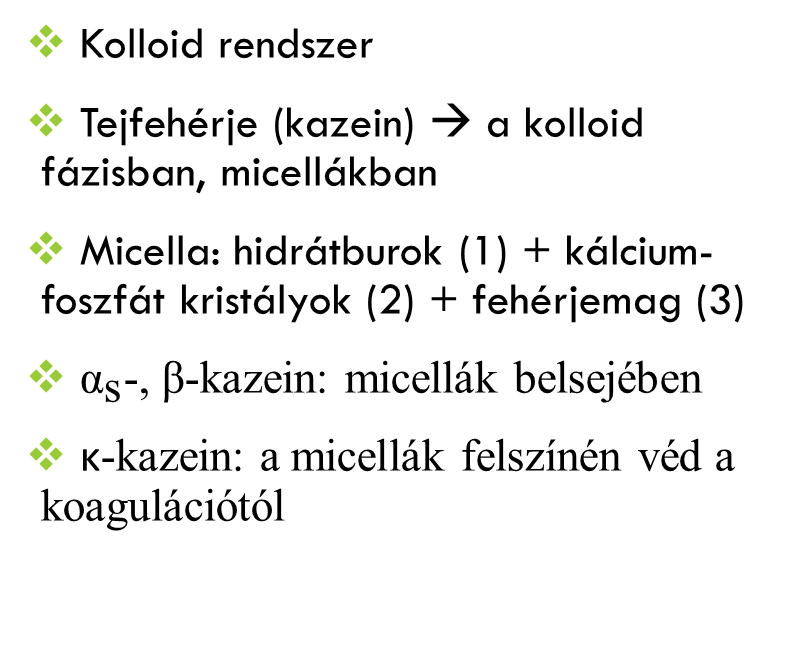 ❖ Kolloid rendszer
❖ Tejfehérje (kazein) → a kolloid
fázisban, micellákban
❖ Micella: hidrátburok (1) + kálcium-
foszfát kristályok (2) + fehérjemag (3)
❖ αs-, β-kazein: micellák belsejében
❖ κ-kazein: a micellák felszínén véd a
koagulációtól